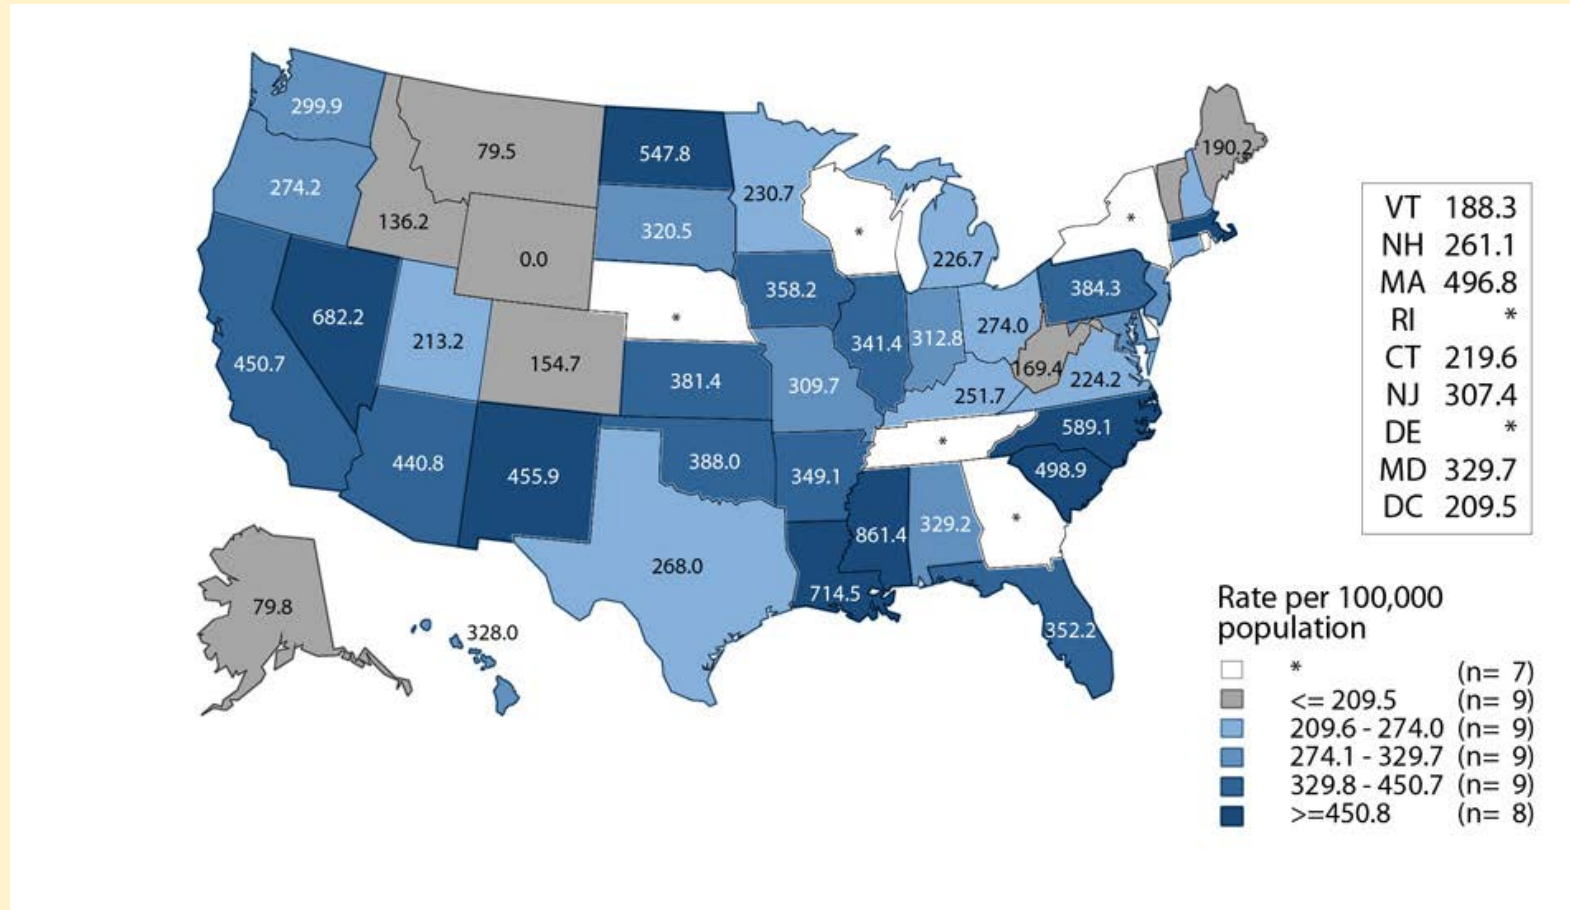 299.9
79.5
547.8
190.2
230.7
274.2
136.2
320.5
*
*
0.0
226.7
358.2
384.3
682.2
*
213.2
341.4
312.8
274.0
450.7
154.7
381.4
309.7
251.7
169.4
224.2
589.1
*
440.8
455.9
388.0
349.1
498.9
861.4
329.2
*
268.0
714.5
79.8
328.0
352.2
VT 188.3
NH 261.1
MA 496.8
RI *
CT 219.6
NJ 307.4
DE *
MD 329.7
DC 209.5
Rate per 100,000
population
* (n= 7)
<= 209.5 (n= 9)
209.6 - 274.0 (n= 9)
274.1 - 329.7 (n= 9)
329.8 - 450.7 (n= 9)
>=450.8 (n= 8)